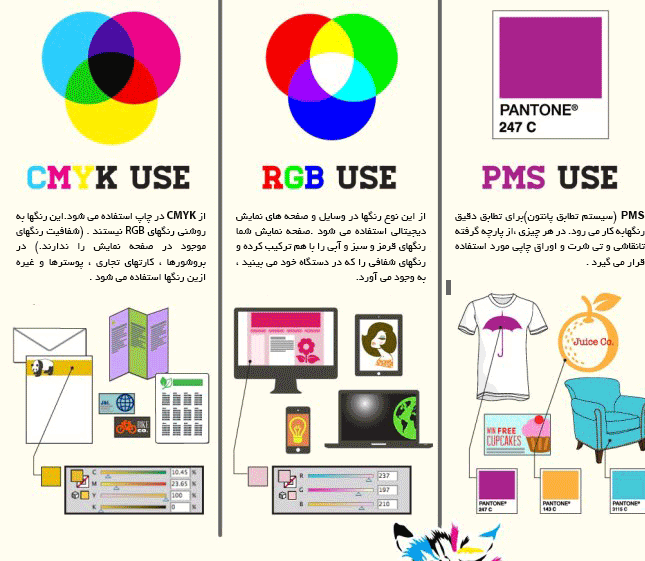 CMYK USE
از CMYK در چاپ استفاده می شود.این رنگها به
روشنی رنگهای RGB نیستند . (شفافیت رنگهای
موجود در صفحه نمایش را ندارند.) در
بروشورها ، کارتهای تجاری ، پوسترها و غیره
ازین رنگها استفاده می شود .
BIKE
CO.
C 10.45 %
M 23.65 %
Y 100 %
K 0 %
RGB USE
از این نوع رنگها در وسایل و صفحه های نمایش
دیجیتالی استفاده می شود .صفحه نمایش شما
رنگهای قرمز و سبز و آبی را با هم ترکیب کرده و
رنگهای شفافی را که در دستگاه خود می بینید ،
به وجود می آورد.
R 237
G 197
B 210
PANTONE®
247 C
PMS USE
PMS (سیستم تطابق پانتون)برای تطابق دقیق
رنگهابه کار می رود. در هر چیزی ،از پارچه گرفته
تانقاشی و تی شرت و اوراق چاپی مورد استفاده
قرار می گیرد .
Juice Co.
WIN FREE
CUPCAKES
PANTONE®
247 C
PANTONE®
143 C
PANTONE®
3115 C